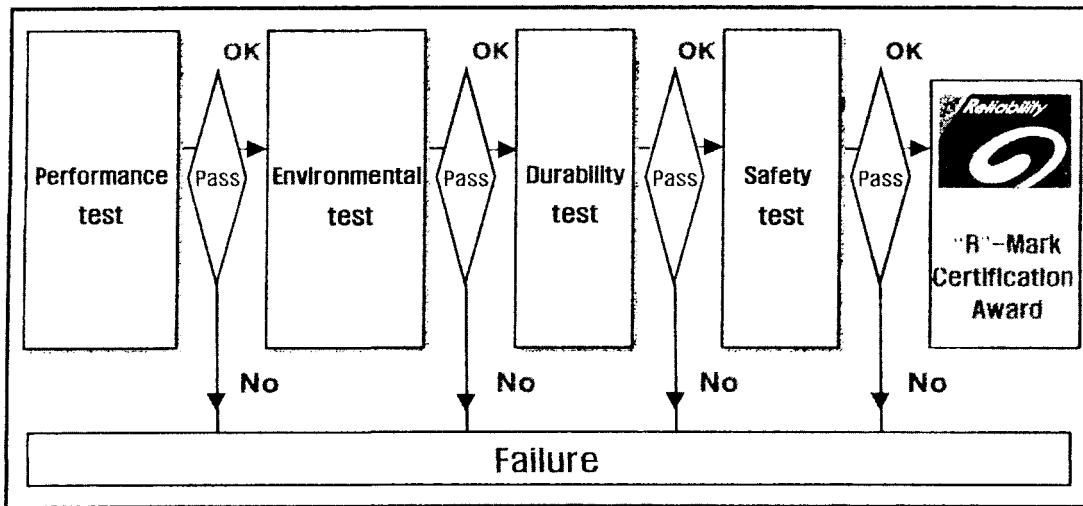 OK
OK
OK
OK
Performance
test
Pass
Environmental
test
Pass
Durability
test
Pass
Safety
test
Pass
Reliability
"R"-Mark
Certification
Award
No
No
No
No
Failure